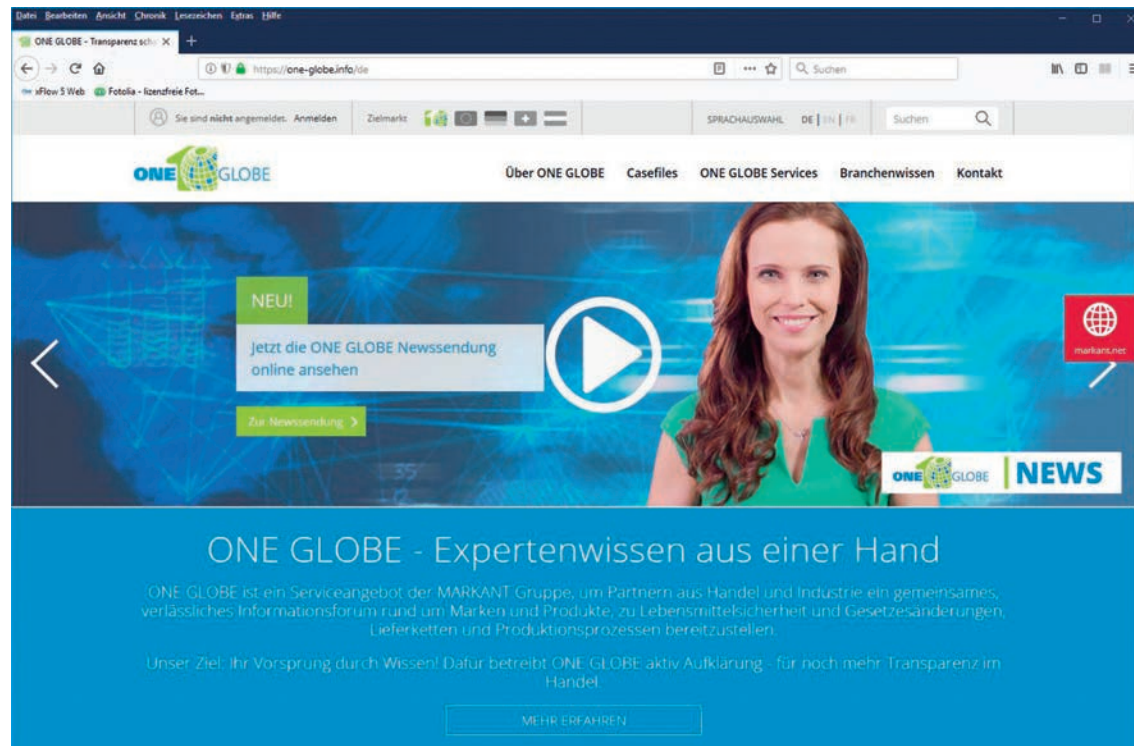 Datei Bearbeiten Ansicht Chronik Lesezeichen Extras Hilfe
ONE GLOBE - Transparenz
https://one-globe.info/de
Suchen
xFlow 5 Web Fotolia - lizenzfreie Fot...
Sie sind nicht angemeldet. Anmelden Zielmarkt SPRACHAUSWAHL DE | EN | FR Suchen
ONE GLOBE
Über ONE GLOBE Casefiles ONE GLOBE Services Branchenwissen Kontakt
NEU!
Jetzt die ONE GLOBE Newssendung
online ansehen
Zur Newssendung
markant.net
ONE GLOBE | NEWS
ONE GLOBE - Expertenwissen aus einer Hand
ONE GLOBE ist ein Serviceangebot der MARKANT Gruppe, um Partnern aus Handel und Industrie ein gemeinsames,
verlässliches Informationsforum rund um Marken und Produkte, zu Lebensmittelsicherheit und Gesetzesänderungen,
Lieferketten und Produktionsprozessen bereitzustellen.
Unser Ziel: Ihr Vorsprung durch Wissen! Dafür betreibt ONE GLOBE aktiv Aufklärung - für noch mehr Transparenz im
Handel.
MEHR ERFAHREN